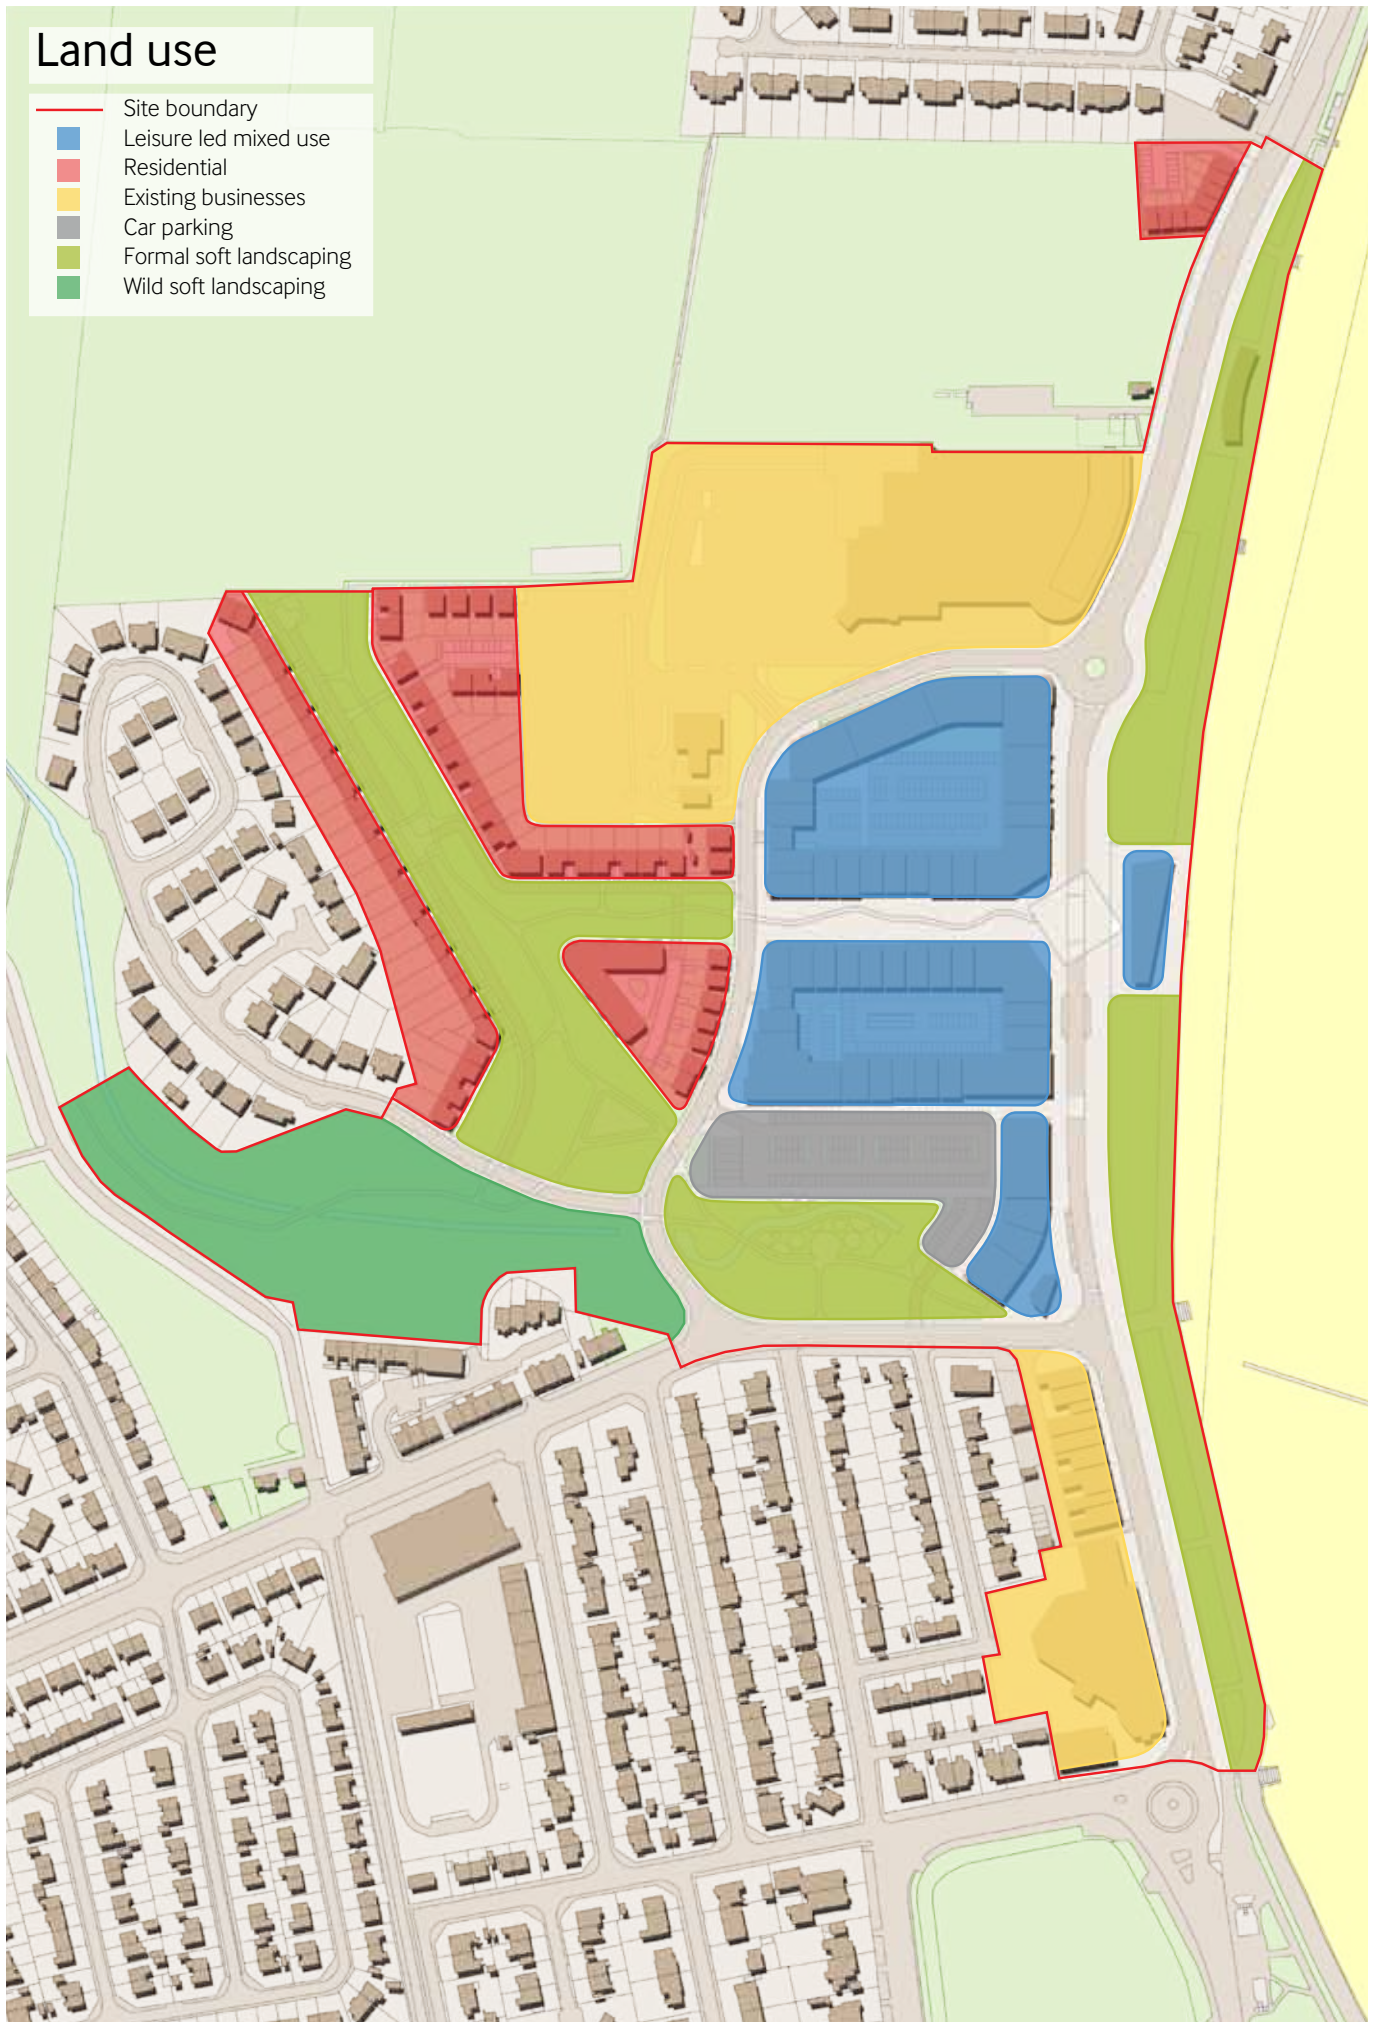 Land use
Site boundary
Leisure led mixed use
Residential
Existing businesses
Car parking
Formal soft landscaping
Wild soft landscaping